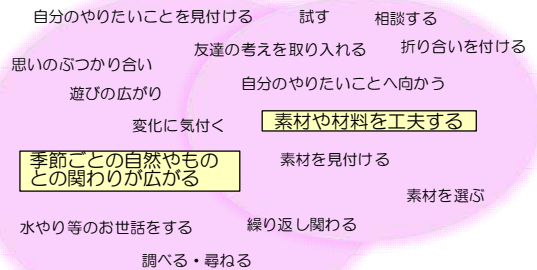 自分のやりたいことを見付ける
試す
相談する
友達の考えを取り入れる
折り合いを付ける
思いのぶつかり合い
自分のやりたいことへ向かう
遊びの広がり
変化に気付く
素材や材料を工夫する
季節ごとの自然やもの
との関わりが広がる
素材を見付ける
素材を選ぶ
水やり等のお世話をする
繰り返し関わる
調べる・尋ねる